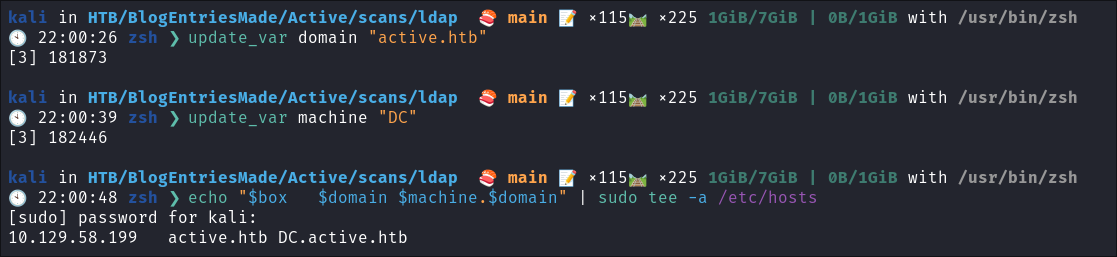 kali in HTB/BlogEntriesMade/Active/scans/ldap 🍣 main 📝 ×115🛤️ ×225 1GiB/7GiB | 0B/1GiB with /usr/bin/zsh
🕙 22:00:26 zsh ❯ update_var domain "active.htb"
[3] 181873
kali in HTB/BlogEntriesMade/Active/scans/ldap 🍣 main 📝 ×115🛤️ ×225 1GiB/7GiB | 0B/1GiB with /usr/bin/zsh
🕙 22:00:39 zsh ❯ update_var machine "DC"
[3] 182446
kali in HTB/BlogEntriesMade/Active/scans/ldap 🍣 main 📝 ×115🛤️ ×225 1GiB/7GiB | 0B/1GiB with /usr/bin/zsh
🕙 22:00:48 zsh ❯ echo "$box   $domain $machine.$domain" | sudo tee -a /etc/hosts
[sudo] password for kali:
10.129.58.199   active.htb DC.active.htb